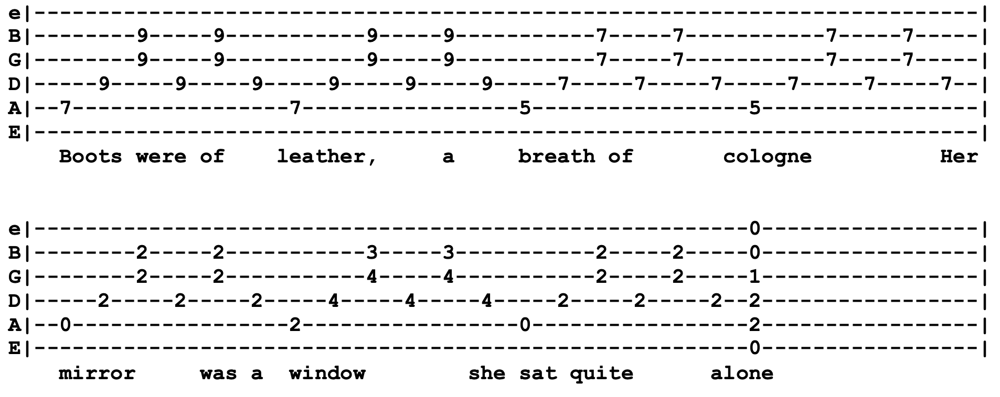 e|--------------------------------------------------------------------------|
B|--------9-----9-----------9-----9-----------7-----7-----------7-----7-----|
G|--------9-----9-----------9-----9-----------7-----7-----------7-----7-----|
D|-----9-----9-----9-----9-----9-----9-----7-----7-----7-----7-----7-----7--|
A|--7-----------------7-----------------5-----------------5-----------------|
E|--------------------------------------------------------------------------|
    Boots were of    leather,     a     breath of       cologne          Her
e|--------------------------------------------------------0-----------------|
B|--------2-----2-----------3-----3-----------2-----2-----0-----------------|
G|--------2-----2-----------4-----4-----------2-----2-----1-----------------|
D|-----2-----2-----2-----4-----4-----4-----2-----2-----2--2-----------------|
A|--0-----------------2-----------------0-----------------2-----------------|
E|--------------------------------------------------------0-----------------|
    mirror     was a  window        she sat quite      alone